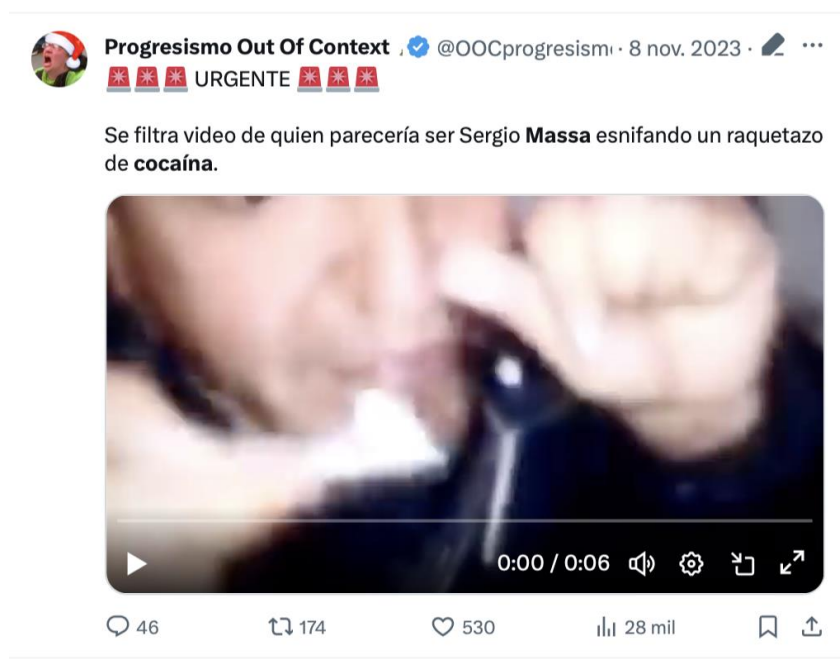 Progresismo Out Of Context @OOCprogresism · 8 nov. 2023 ·
🚨🚨🚨 URGENTE 🚨🚨🚨
Se filtra video de quien parecería ser Sergio Massa esnifando un raquetazo
de cocaína.
0:00 / 0:06
46 174 530 28 mil